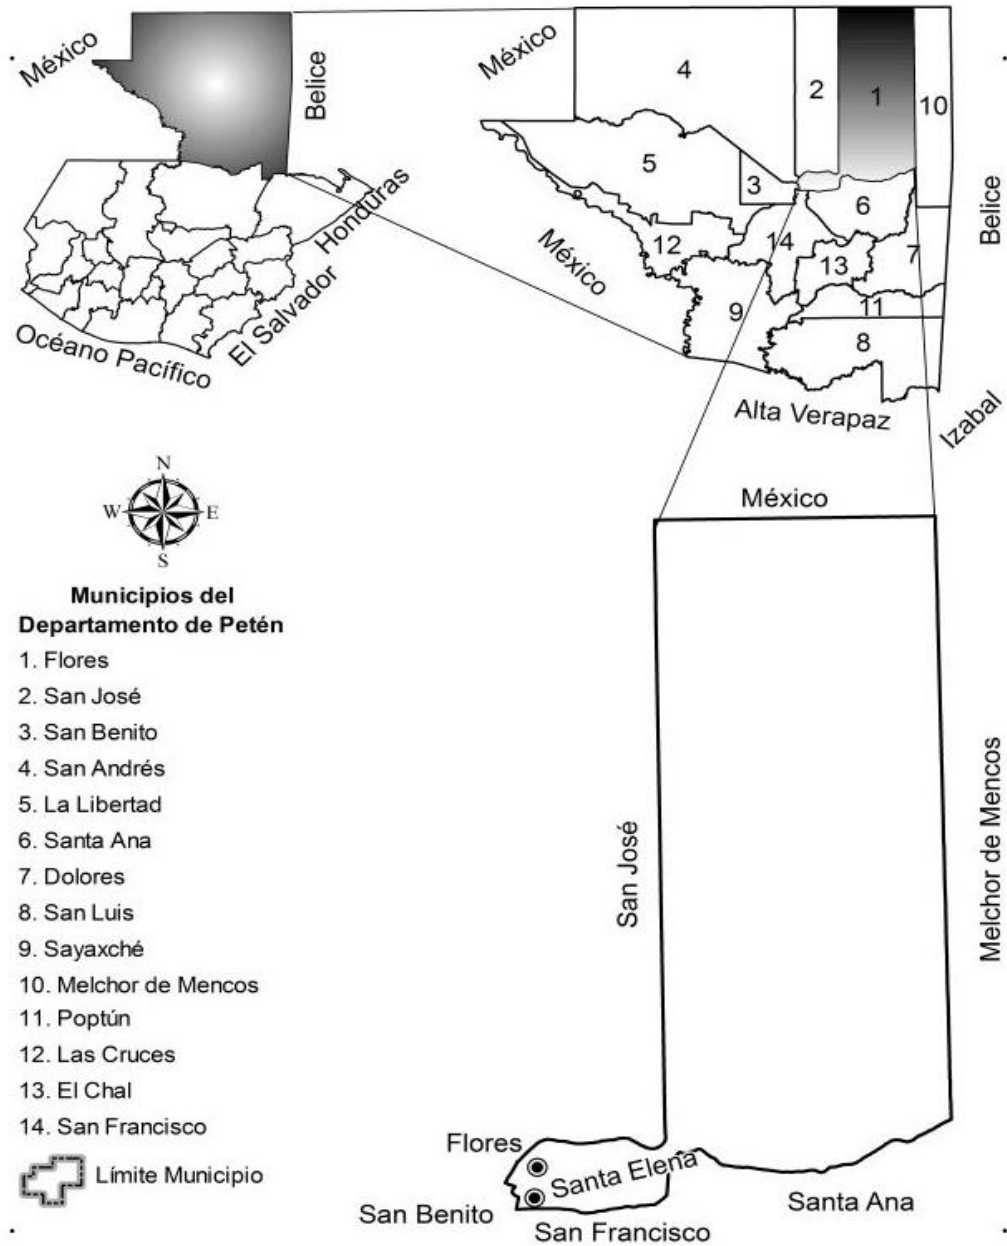 México
Belice
Honduras
El Salvador
Océano Pacífico
México
4
2
1
10
5
3
6
Belice
México
12
14
13
7
9
11
8
Alta Verapaz
Izabal
N
W E
S
México
Municipios del
Departamento de Petén
1. Flores
2. San José
3. San Benito
4. San Andrés
5. La Libertad
6. Santa Ana
7. Dolores
8. San Luis
9. Sayaxché
10. Melchor de Mencos
11. Poptún
12. Las Cruces
13. El Chal
14. San Francisco
Límite Municipio
San José
Melchor de Mencos
Flores
Santa Elena
San Benito
San Francisco
Santa Ana